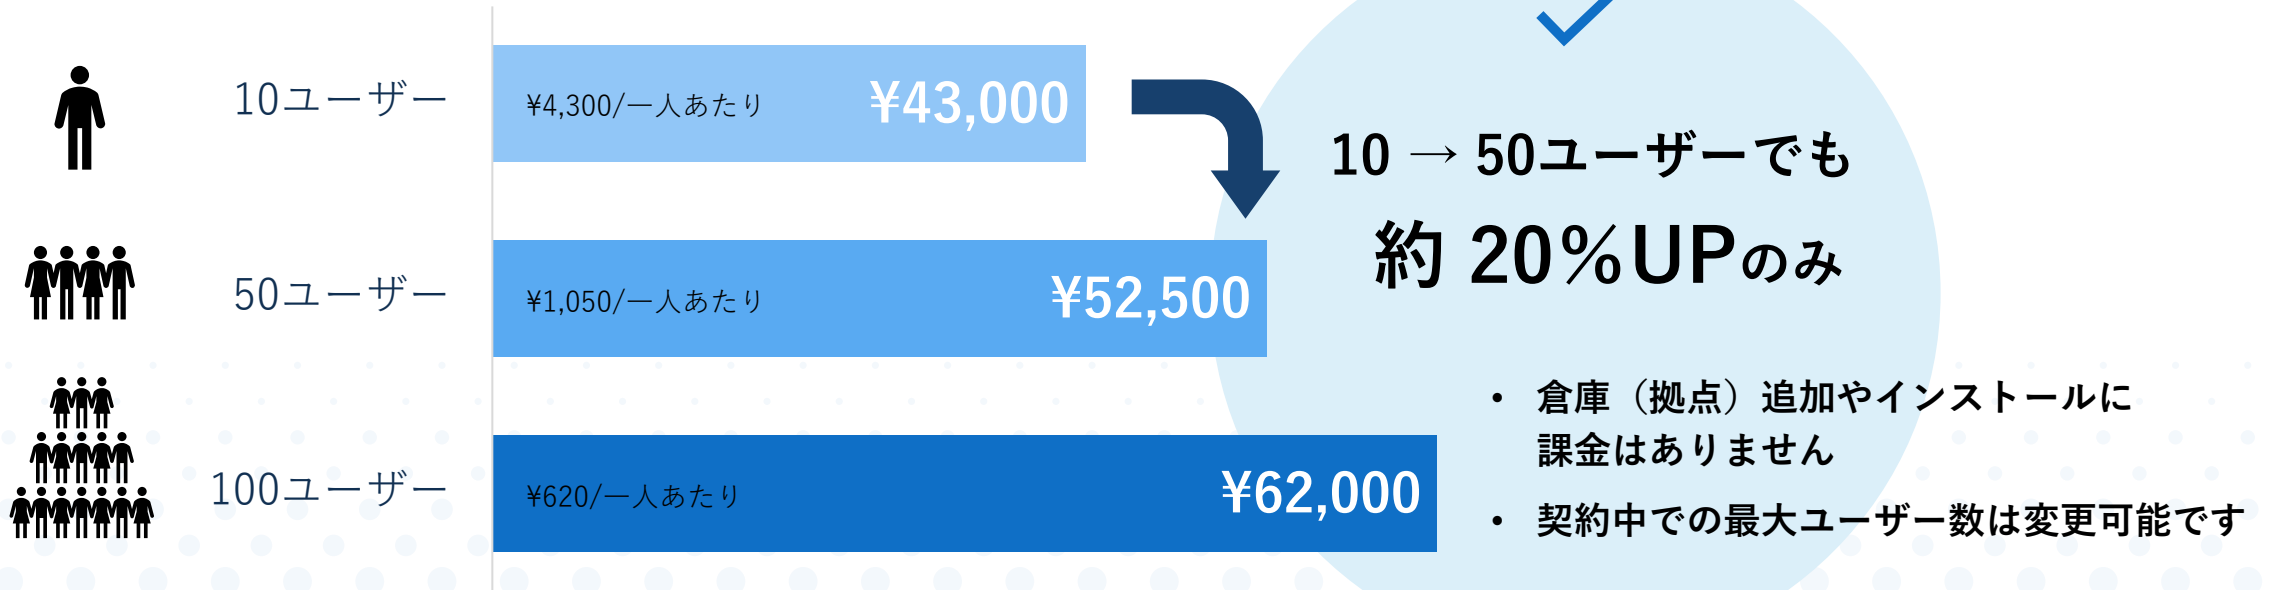 10ユーザー
¥4,300/一人あたり
¥43,000
50ユーザー
¥1,050/一人あたり
¥52,500
100ユーザー
¥620/一人あたり
¥62,000
10 → 50ユーザーでも
約 20%UPのみ
• 倉庫（拠点）追加やインストールに
課金はありません
• 契約中での最大ユーザー数は変更可能です